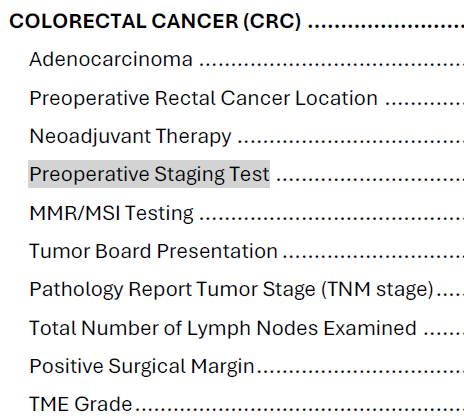 COLORECTAL CANCER (CRC) ................................
Adenocarcinoma .....................................................
Preoperative Rectal Cancer Location ................
Neoadjuvant Therapy .............................................
Preoperative Staging Test ......................................
MMR/MSI Testing .....................................................
Tumor Board Presentation .....................................
Pathology Report Tumor Stage (TNM stage).....
Total Number of Lymph Nodes Examined .......
Positive Surgical Margin..........................................
TME Grade..................................................................